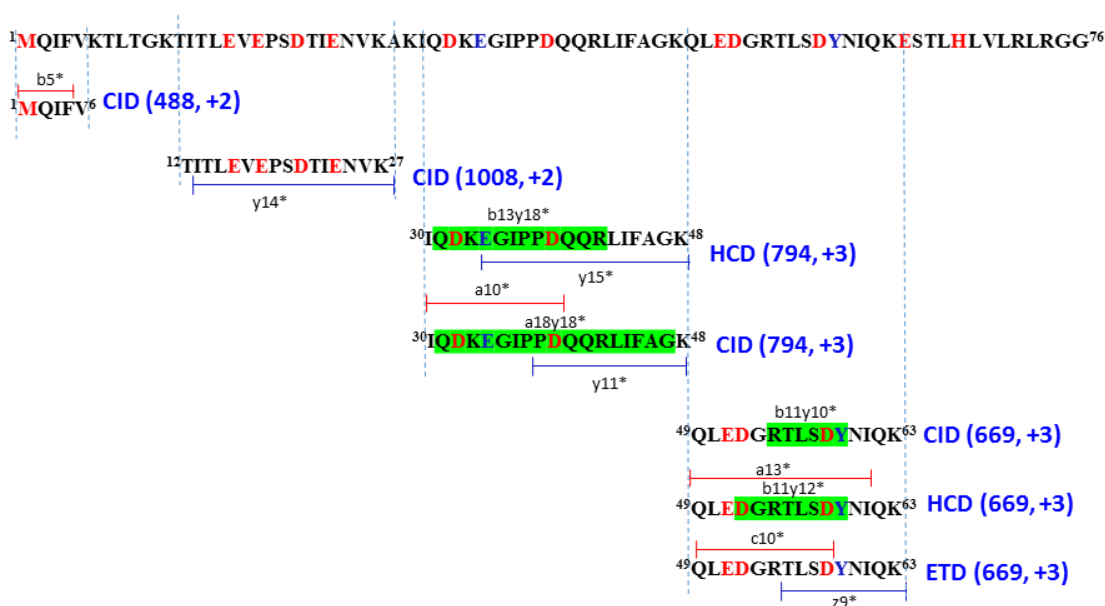 ¹MQIFVKTLTGKTITLEVEPSDTIENVKAKIQDKEGIPPDQQRLIFAGKQLEDGRTLSDYNIQKESTLHLVLRLRGG⁷⁶
b5*
¹MQIFV⁶ CID (488, +2)
¹²TITLEVEPSDTIENVK²⁷ CID (1008, +2)
y14*
b13y18*
³⁰IQDKEGIPPDQQRLIFAGK⁴⁸ HCD (794, +3)
y15*
a10*
a18y18*
³⁰IQDKEGIPPDQQRLIFAGK⁴⁸ CID (794, +3)
y11*
b11y10*
⁴⁹QLEDGRTLSDYNIQK⁶³ CID (669, +3)
a13*
b11y12*
⁴⁹QLEDGRTLSDYNIQK⁶³ HCD (669, +3)
c10*
⁴⁹QLEDGRTLSDYNIQK⁶³ ETD (669, +3)
z9*